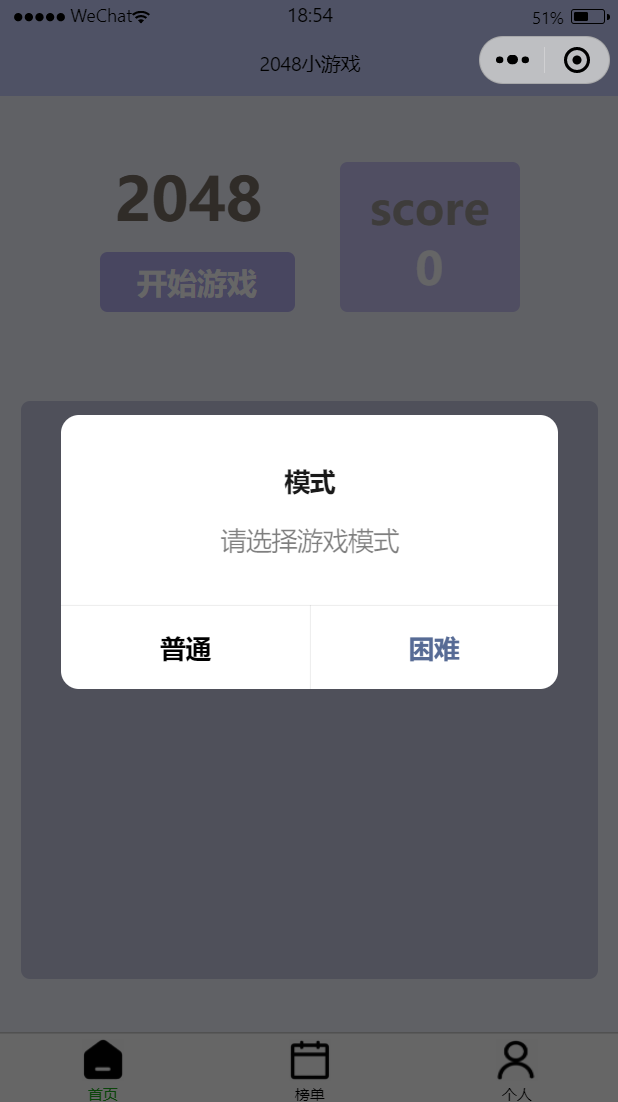 WeChat 18:54 51%
2048小游戏
2048
score
开始游戏
0
模式
请选择游戏模式
普通 困难
首页 榜单 个人